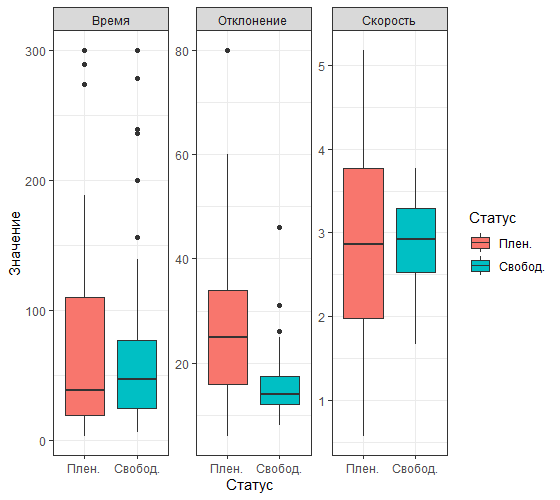 Время Отклонение Скорость
Значение
300
200
100
0
80
60
40
20
5
4
3
2
1
Плен. Свобод. Плен. Свобод. Плен. Свобод.
Статус
Статус
Плен.
Свобод.